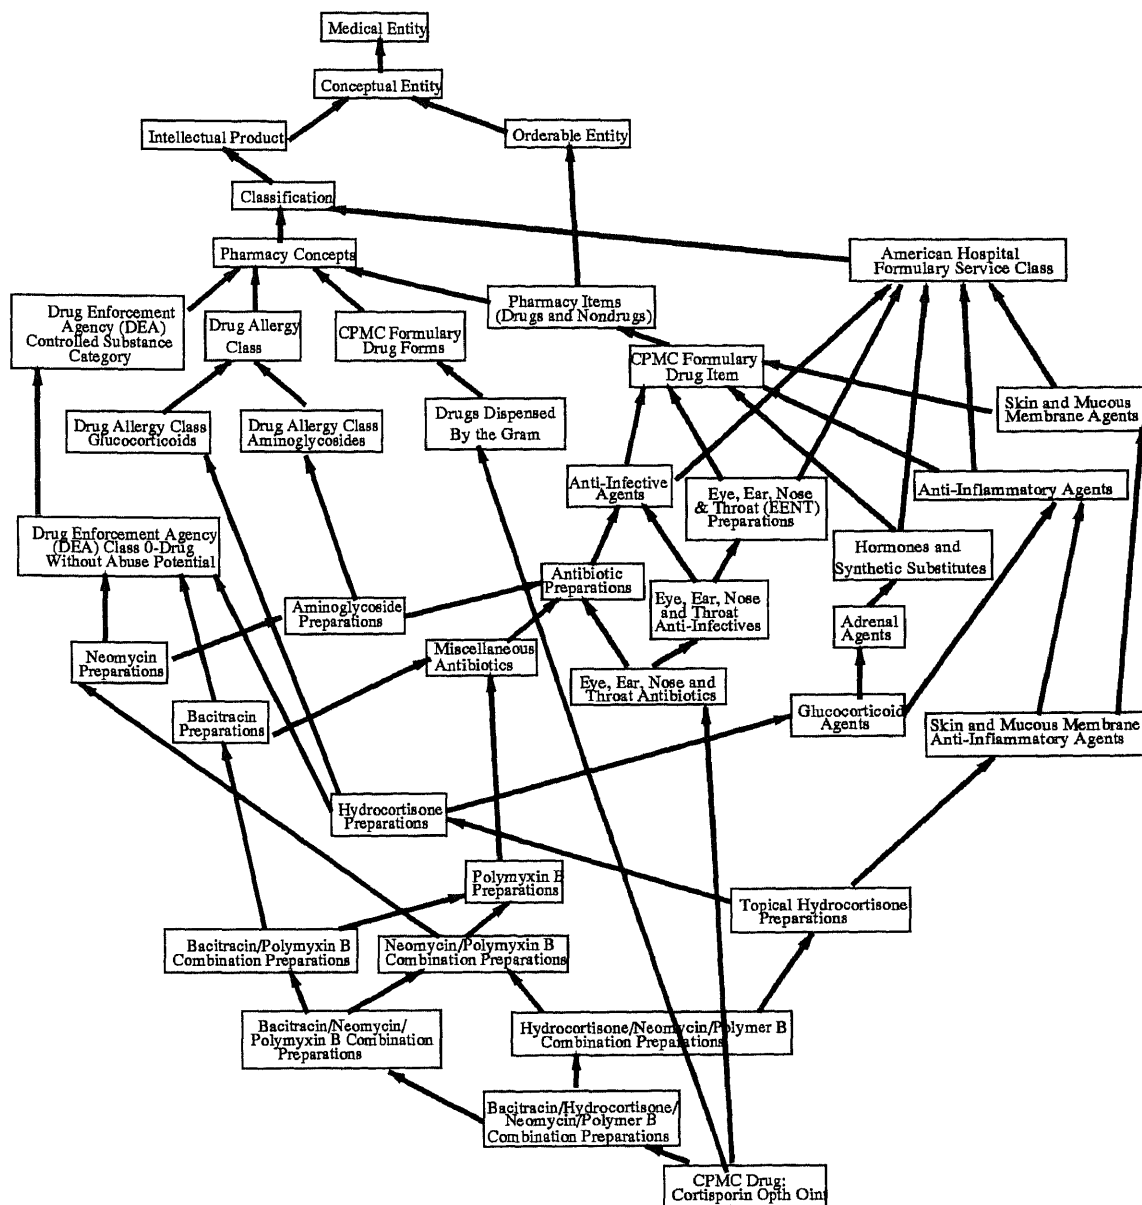 Medical Entity
Conceptual Entity
Intellectual Product
Orderable Entity
Classification
Pharmacy Concepts
American Hospital
Formulary Service Class
Drug Enforcement
Agency (DEA)
Controlled Substance
Category
Drug Allergy
Class
CPMC Formulary
Drug Forms
Pharmacy Items
(Drugs and Nondrugs)
CPMC Formulary
Drug Item
Skin and Mucous
Membrane Agents
Drug Allergy Class
Glucocorticoids
Drug Allergy Class
Aminoglycosides
Drugs Dispensed
By the Gram
Anti-Infective
Agents
Eye, Ear, Nose
& Throat (EENT)
Preparations
Anti-Inflammatory Agents
Drug Enforcement Agency
(DEA) Class 0-Drug
Without Abuse Potential
Hormones and
Synthetic Substitutes
Antibiotic
Preparations
Eye, Ear, Nose
and Throat
Anti-Infectives
Aminoglycoside
Preparations
Adrenal
Agents
Neomycin
Preparations
Miscellaneous
Antibiotics
Eye, Ear, Nose and
Throat Antibiotics
Bacitracin
Preparations
Glucocorticoid
Agents
Skin and Mucous Membrane
Anti-Inflammatory Agents
Hydrocortisone
Preparations
Polymyxin B
Preparations
Topical Hydrocortisone
Preparations
Bacitracin/Polymyxin B
Combination Preparations
Neomycin/Polymyxin B
Combination Preparations
Bacitracin/Neomycin/
Polymyxin B Combination
Preparations
Hydrocortisone/Neomycin/Polymer B
Combination Preparations
Bacitracin/Hydrocortisone/
Neomycin/Polymer B
Combination Preparations
CPMC Drug:
Cortisporin Opth Oint